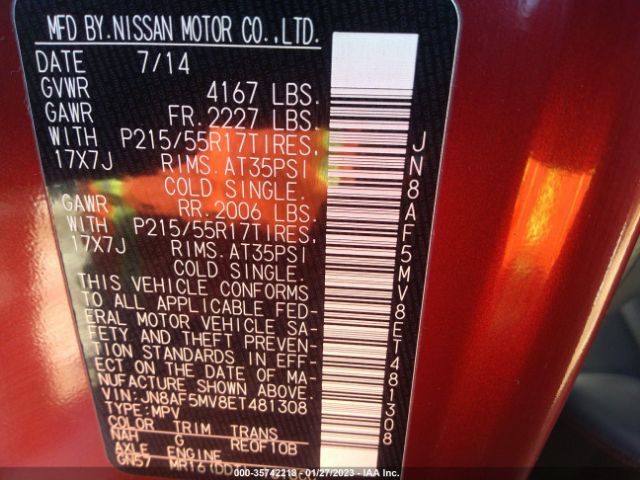 MFD BY.NISSAN MOTOR CO.,LTD.
DATE 7/14
GVWR 4167 LBS.
GAWR FR.2227 LBS.
WITH P215/55R17TIRES,
17X7J RIMS.AT35PSI
COLD SINGLE.
GAWR RR.2006 LBS.
WITH P215/55R17TIRES,
17X7J RIMS.AT35PSI
COLD SINGLE.
THIS VEHICLE CONFORMS
TO ALL APPLICABLE FED-
ERAL MOTOR VEHICLE SA-
FETY AND THEFT PREVEN-
TION STANDARDS IN EFF-
ECT ON THE DATE OF MA-
NUFACTURE SHOWN ABOVE.
VIN:JN8AF5MV8ET481308
TYPE:MPV
COLOR TRIM TRANS
NAH G RE0F10B
AXLE ENGINE
GN57
JN8AF5MV8ET481308
000-35742218 - 01/27/2023 - IAA Inc.